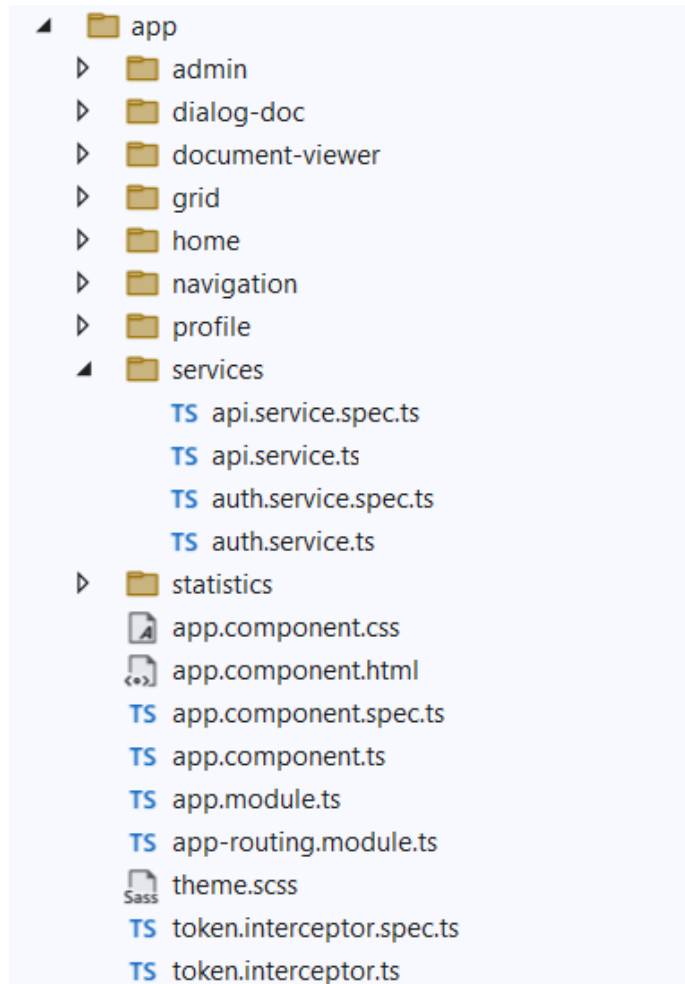 app
admin
dialog-doc
document-viewer
grid
home
navigation
profile
services
TS api.service.spec.ts
TS api.service.ts
TS auth.service.spec.ts
TS auth.service.ts
statistics
A app.component.css
app.component.html
TS app.component.spec.ts
TS app.component.ts
TS app.module.ts
TS app-routing.module.ts
Sass theme.scss
TS token.interceptor.spec.ts
TS token.interceptor.ts